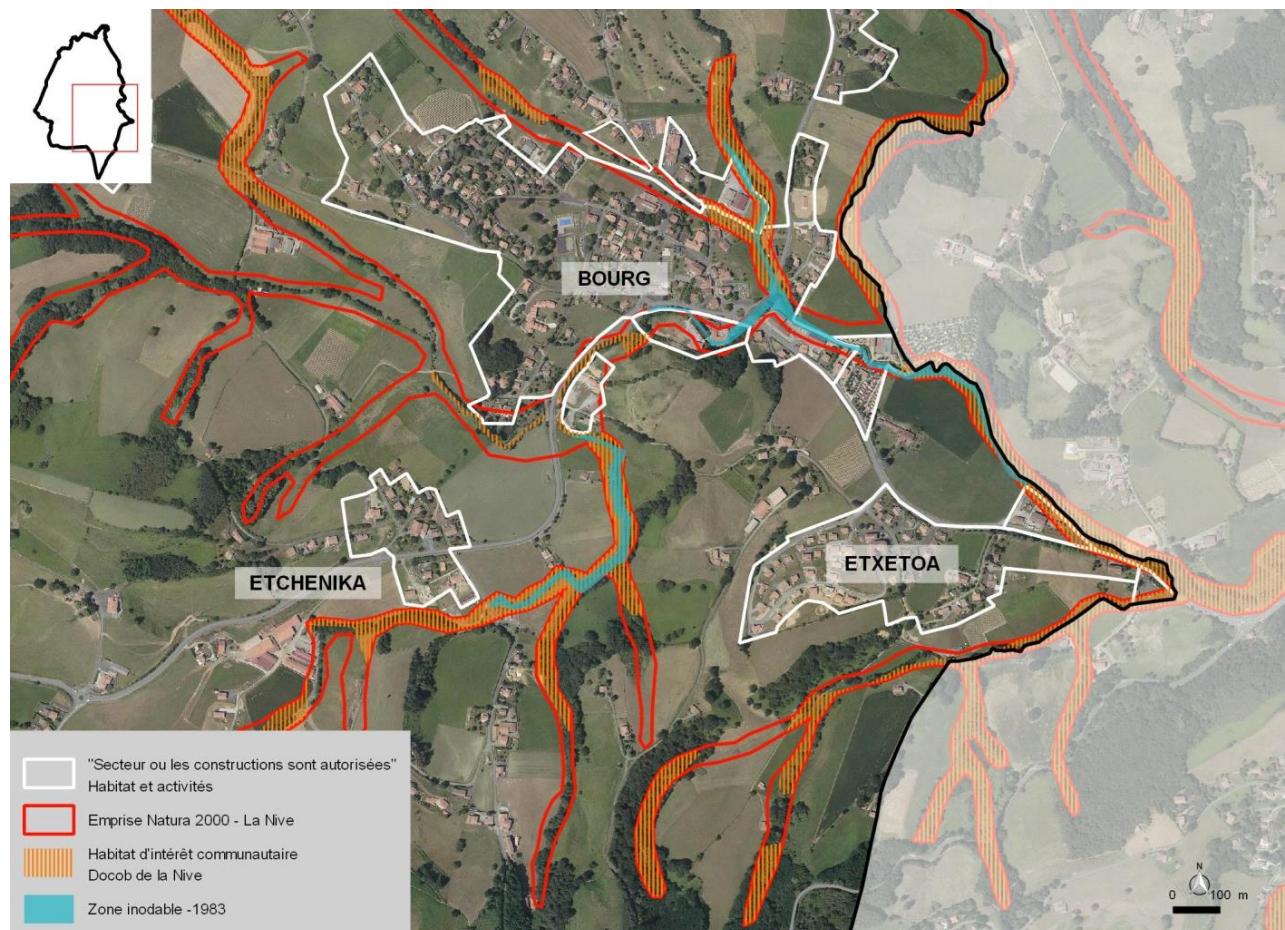 BOURG
ETCHENIKA
ETXETOA
"Secteur ou les constructions sont autorisées"
Habitat et activités
Emprise Natura 2000 - La Nive
Habitat d'intérêt communautaire
Docob de la Nive
Zone inodable -1983
N
0 100 m